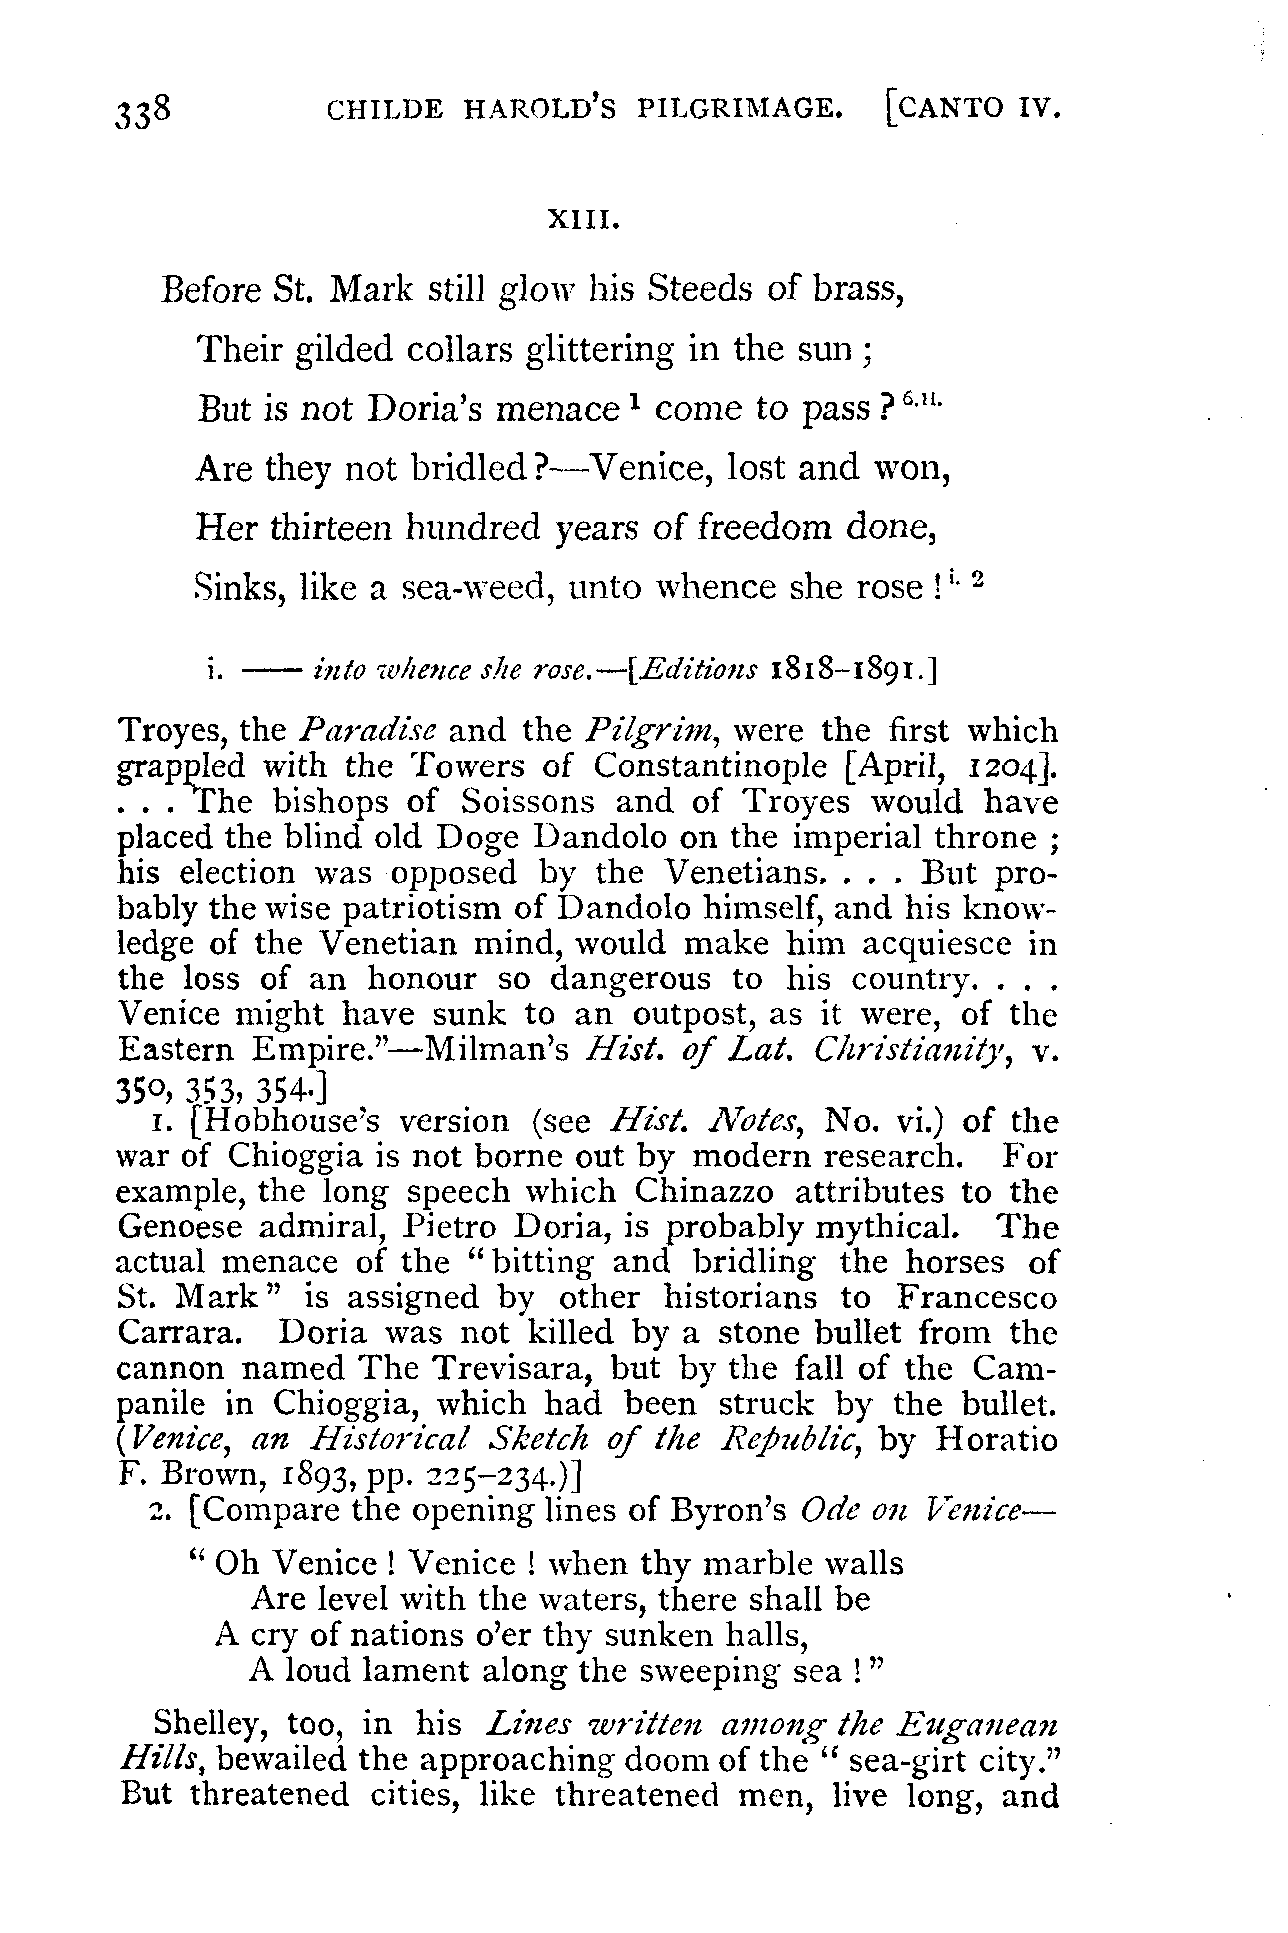 338 CHILDE HAROLD'S PILGRIMAGE. [CANTO IV.
XIII.
Before St. Mark still glow his Steeds of brass,
Their gilded collars glittering in the sun ;
But is not Doria's menace ¹ come to pass ? ⁶·ᴴ·
Are they not bridled ?—Venice, lost and won,
Her thirteen hundred years of freedom done,
Sinks, like a sea-weed, unto whence she rose ! ⁱ· ²
i. —— into whence she rose.—[Editions 1818–1891.]
Troyes, the Paradise and the Pilgrim, were the first which
grappled with the Towers of Constantinople [April, 1204].
. . . The bishops of Soissons and of Troyes would have
placed the blind old Doge Dandolo on the imperial throne ;
his election was opposed by the Venetians. . . . But pro-
bably the wise patriotism of Dandolo himself, and his know-
ledge of the Venetian mind, would make him acquiesce in
the loss of an honour so dangerous to his country. . . .
Venice might have sunk to an outpost, as it were, of the
Eastern Empire."—Milman's Hist. of Lat. Christianity, v.
350, 353, 354.]
1. [Hobhouse's version (see Hist. Notes, No. vi.) of the
war of Chioggia is not borne out by modern research. For
example, the long speech which Chinazzo attributes to the
Genoese admiral, Pietro Doria, is probably mythical. The
actual menace of the "bitting and bridling the horses of
St. Mark" is assigned by other historians to Francesco
Carrara. Doria was not killed by a stone bullet from the
cannon named The Trevisara, but by the fall of the Cam-
panile in Chioggia, which had been struck by the bullet.
(Venice, an Historical Sketch of the Republic, by Horatio
F. Brown, 1893, pp. 225–234.)]
2. [Compare the opening lines of Byron's Ode on Venice—
" Oh Venice ! Venice ! when thy marble walls
Are level with the waters, there shall be
A cry of nations o'er thy sunken halls,
A loud lament along the sweeping sea ! "
Shelley, too, in his Lines written among the Euganean
Hills, bewailed the approaching doom of the " sea-girt city."
But threatened cities, like threatened men, live long, and